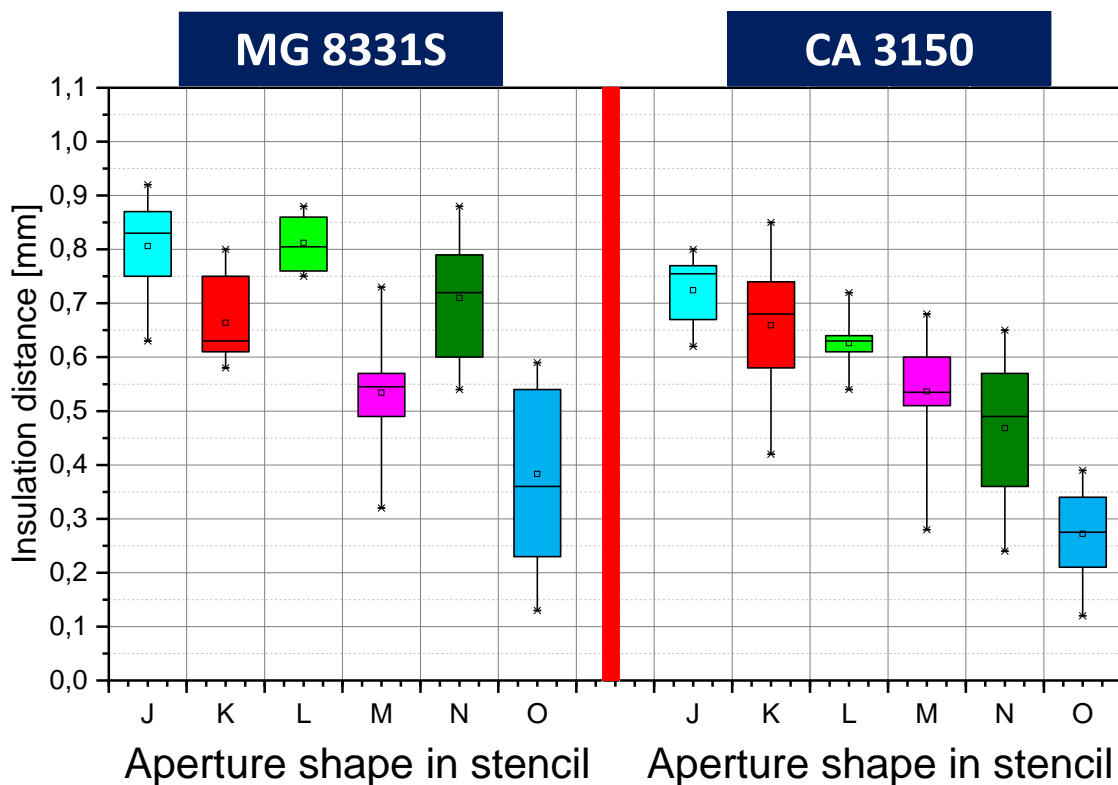 MG 8331S
CA 3150
Insulation distance [mm]
1,1
1,0
0,9
0,8
0,7
0,6
0,5
0,4
0,3
0,2
0,1
0,0
J K L M N O J K L M N O
Aperture shape in stencil
Aperture shape in stencil